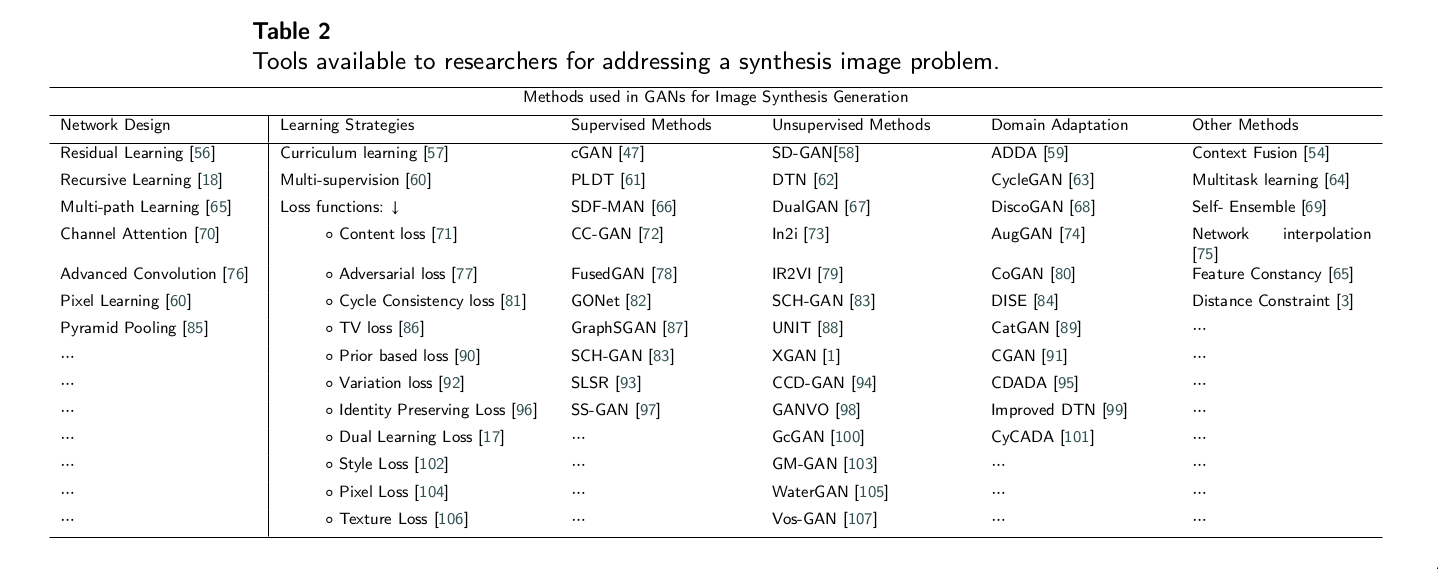 Table 2
Tools available to researchers for addressing a synthesis image problem.
Methods used in GANs for Image Synthesis Generation
Network Design Learning Strategies Supervised Methods Unsupervised Methods Domain Adaptation Other Methods
Residual Learning [56] Curriculum learning [57] cGAN [47] SD-GAN[58] ADDA [59] Context Fusion [54]
Recursive Learning [18] Multi-supervision [60] PLDT [61] DTN [62] CycleGAN [63] Multitask learning [64]
Multi-path Learning [65] Loss functions: ↓ SDF-MAN [66] DualGAN [67] DiscoGAN [68] Self- Ensemble [69]
Channel Attention [70] ∘ Content loss [71] CC-GAN [72] In2i [73] AugGAN [74] Network interpolation
[75]
Advanced Convolution [76] ∘ Adversarial loss [77] FusedGAN [78] IR2VI [79] CoGAN [80] Feature Constancy [65]
Pixel Learning [60] ∘ Cycle Consistency loss [81] GONet [82] SCH-GAN [83] DISE [84] Distance Constraint [3]
Pyramid Pooling [85] ∘ TV loss [86] GraphSGAN [87] UNIT [88] CatGAN [89] ...
... ∘ Prior based loss [90] SCH-GAN [83] XGAN [1] CGAN [91] ...
... ∘ Variation loss [92] SLSR [93] CCD-GAN [94] CDADA [95] ...
... ∘ Identity Preserving Loss [96] SS-GAN [97] GANVO [98] Improved DTN [99] ...
... ∘ Dual Learning Loss [17] ... GcGAN [100] CyCADA [101] ...
... ∘ Style Loss [102] ... GM-GAN [103] ... ...
... ∘ Pixel Loss [104] ... WaterGAN [105] ... ...
... ∘ Texture Loss [106] ... Vos-GAN [107] ... ...